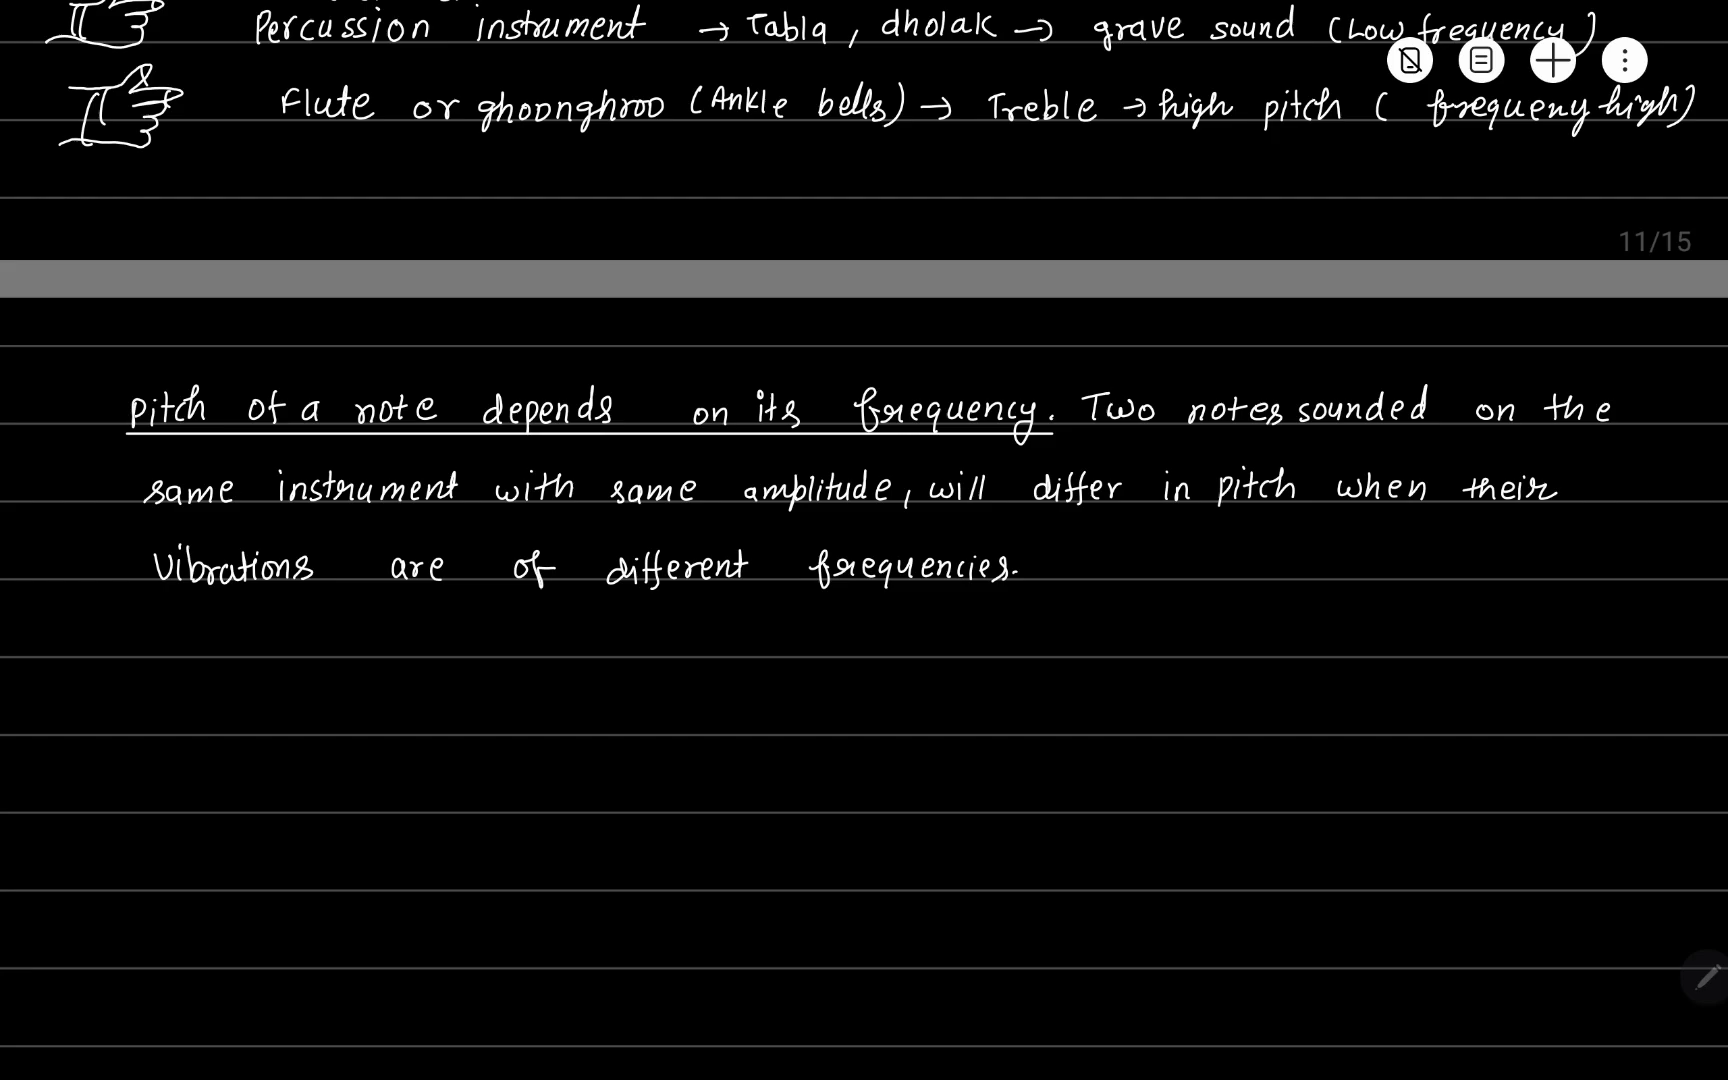 Percussion instrument → Tabla, dholak → grave sound (Low frequency)
Flute or ghoonghroo (Ankle bells) → Treble → high pitch ( frequeny high)
11/15
Pitch of a note depends on its frequency. Two notes sounded on the
same instrument with same amplitude, will differ in pitch when their
Vibrations are of different frequencies.